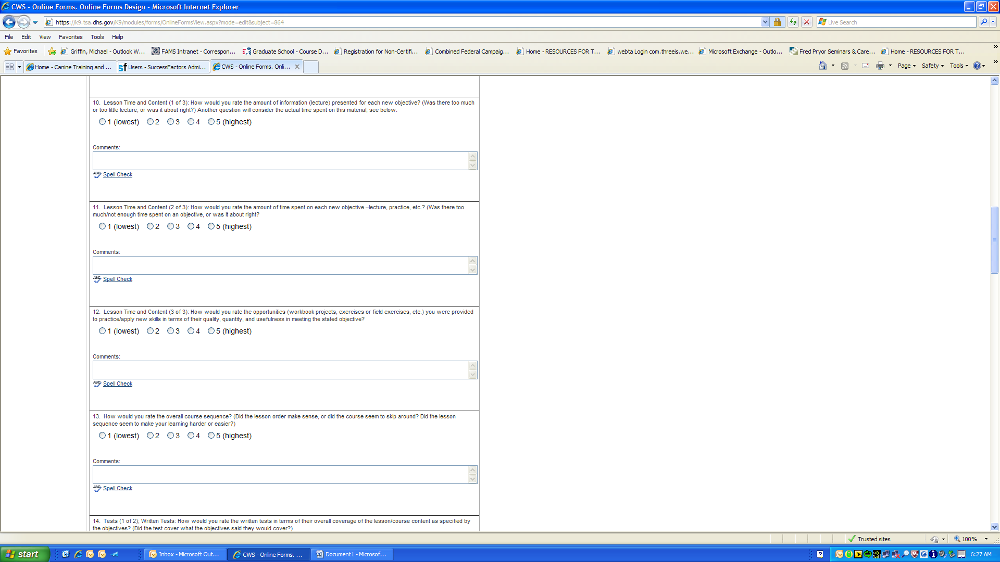 CWS - Online Forms. Online Forms Design - Microsoft Internet Explorer
https://k9.tsa.dhs.gov/K9/modules/forms/OnlineFormsView.aspx?mode=edit&subject=864
Live Search
File Edit View Favorites Tools Help
Favorites Griffin, Michael - Outlook W... FAMS Intranet - Correspon... Graduate School - Course D... Registration for Non-Certifi... Combined Federal Campaig... Home - RESOURCES FOR T... webta Login com.threeis.we... Microsoft Exchange - Outlo... Fred Pryor Seminars & Care... Home - RESOURCES FOR T...
Home - Canine Training and ... Users - SuccessFactors Admi... CWS - Online Forms. Onli... Page Safety Tools
10. Lesson Time and Content (1 of 3): How would you rate the amount of information (lecture) presented for each new objective? (Was there too much
or too little lecture, or was it about right?) Another question will consider the actual time spent on this material; see below.
1 (lowest) 2 3 4 5 (highest)
Comments:
ABC Spell Check
11. Lesson Time and Content (2 of 3): How would you rate the amount of time spent on each new objective –lecture, practice, etc.? (Was there too
much/not enough time spent on an objective, or was it about right?
1 (lowest) 2 3 4 5 (highest)
Comments:
ABC Spell Check
12. Lesson Time and Content (3 of 3): How would you rate the opportunities (workbook projects, exercises or field exercises, etc.) you were provided
to practice/apply new skills in terms of their quality, quantity, and usefulness in meeting the stated objective?
1 (lowest) 2 3 4 5 (highest)
Comments:
ABC Spell Check
13. How would you rate the overall course sequence? (Did the lesson order make sense, or did the course seem to skip around? Did the lesson
sequence seem to make your learning harder or easier?)
1 (lowest) 2 3 4 5 (highest)
Comments:
ABC Spell Check
14. Tests (1 of 2); Written Tests: How would you rate the written tests in terms of their overall coverage of the lesson/course content as specified by
the objectives? (Did the test cover what the objectives said they would cover?)
Trusted sites 100%
start Inbox - Microsoft Out... CWS - Online Forms. ... Document1 - Microsof... 6:27 AM